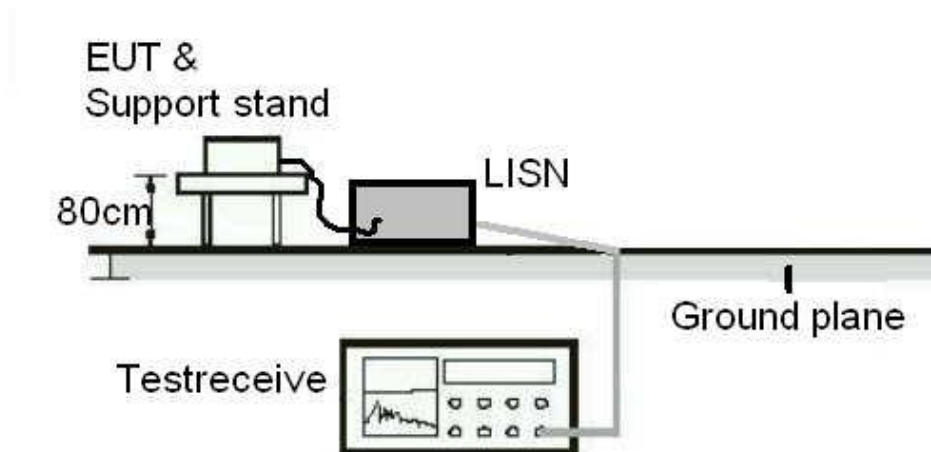 EUT &
Support stand
LISN
80cm
Ground plane
Testreceive